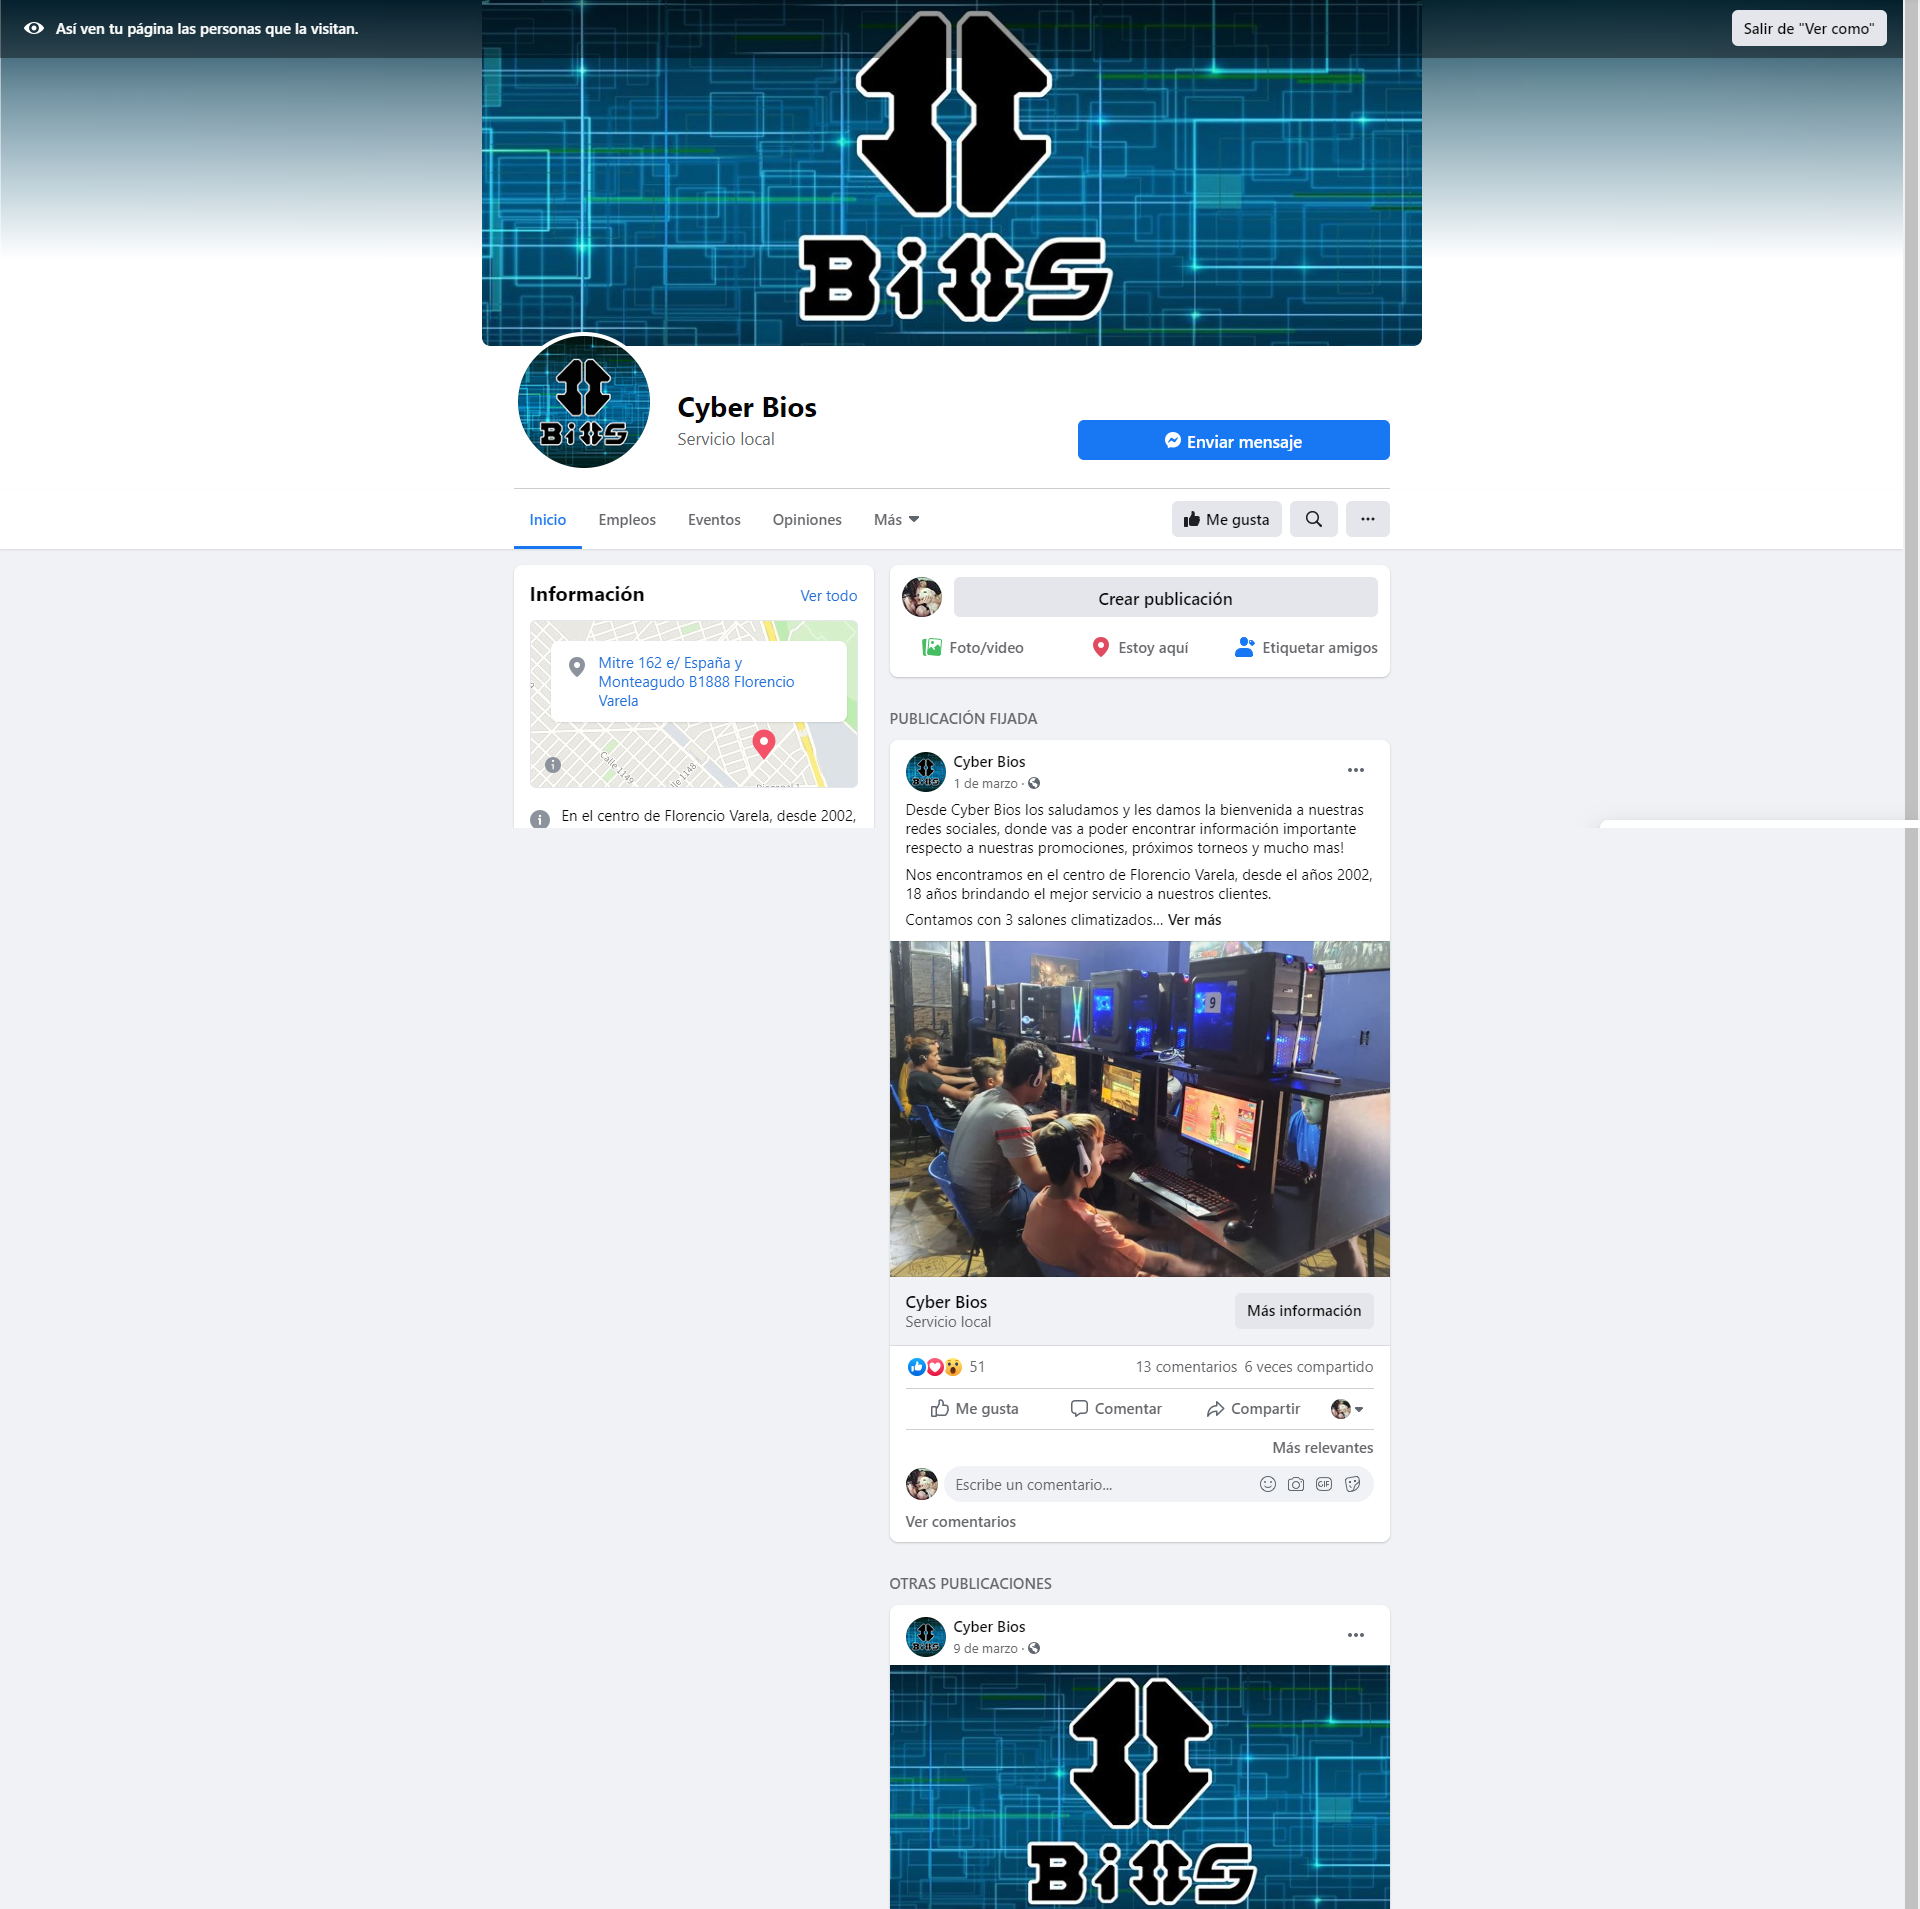 Así ven tu página las personas que la visitan.
Salir de "Ver como"
BiOS
BiOS
Cyber Bios
Servicio local
Enviar mensaje
Inicio
Empleos
Eventos
Opiniones
Más
Me gusta
Información
Ver todo
Mitre 162 e/ España y
Monteagudo B1888 Florencio
Varela
Calle 1149
lle 1148
En el centro de Florencio Varela, desde 2002,
Crear publicación
Foto/video
Estoy aquí
Etiquetar amigos
PUBLICACIÓN FIJADA
Cyber Bios
1 de marzo ·
Desde Cyber Bios los saludamos y les damos la bienvenida a nuestras
redes sociales, donde vas a poder encontrar información importante
respecto a nuestras promociones, próximos torneos y mucho mas!
Nos encontramos en el centro de Florencio Varela, desde el años 2002,
18 años brindando el mejor servicio a nuestros clientes.
Contamos con 3 salones climatizados... Ver más
9
Cyber Bios
Servicio local
Más información
51
13 comentarios 6 veces compartido
Me gusta
Comentar
Compartir
Más relevantes
Escribe un comentario...
GIF
Ver comentarios
OTRAS PUBLICACIONES
Cyber Bios
9 de marzo ·
BiOS